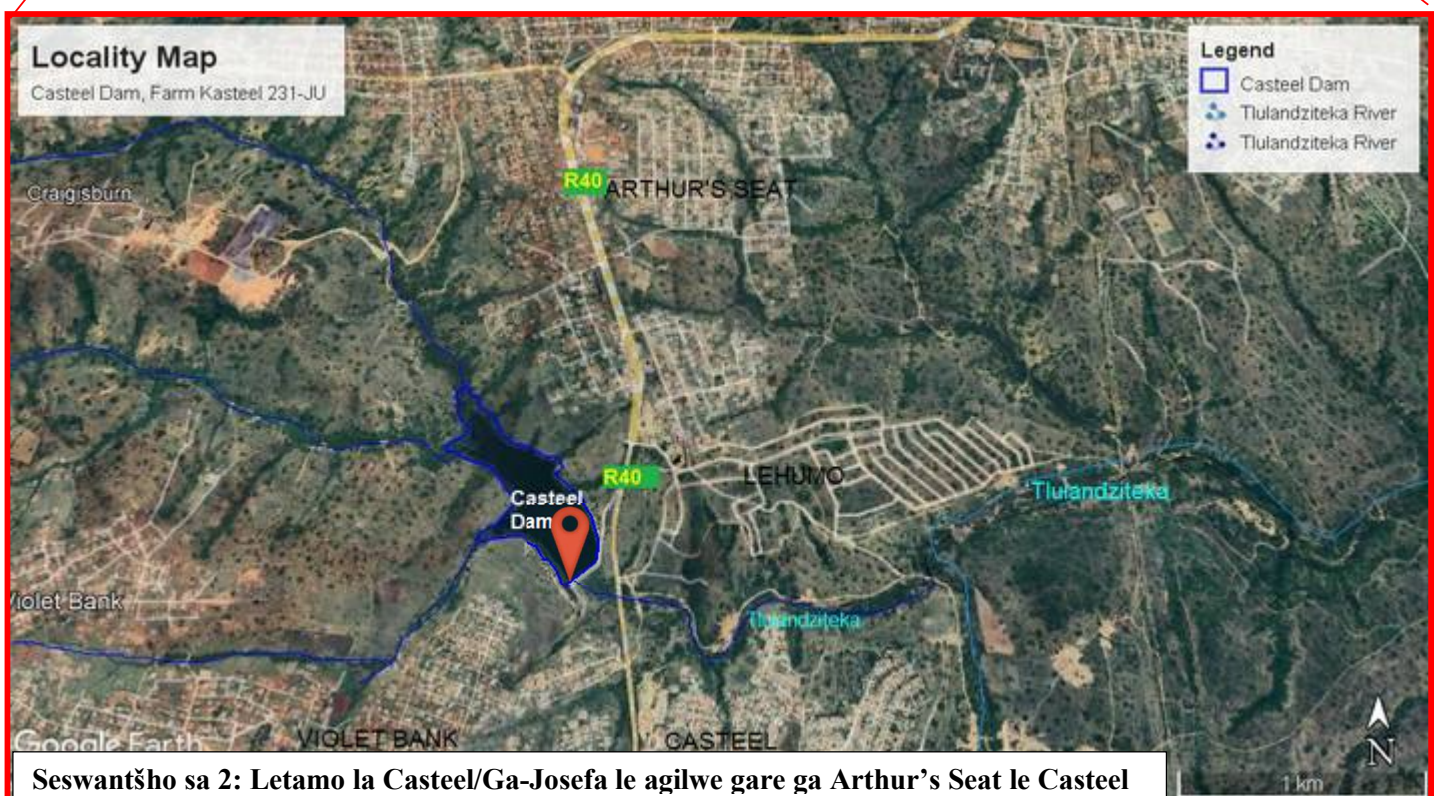 Locality Map
Casteel Dam, Farm Kasteel 231-JU
Legend
Casteel Dam
Tlulandziteka River
Tlulandziteka River
Craigisburn
R40
ARTHUR'S SEAT
R40
LEHUMO
Tlulandziteka
Casteel
Dam
Violet Bank
Tlulandziteka
Google Earth
VIOLET BANK
CASTEEL
N
1 km
Seswantšho sa 2: Letamo la Casteel/Ga-Josefa le agilwe gare ga Arthur’s Seat le Casteel